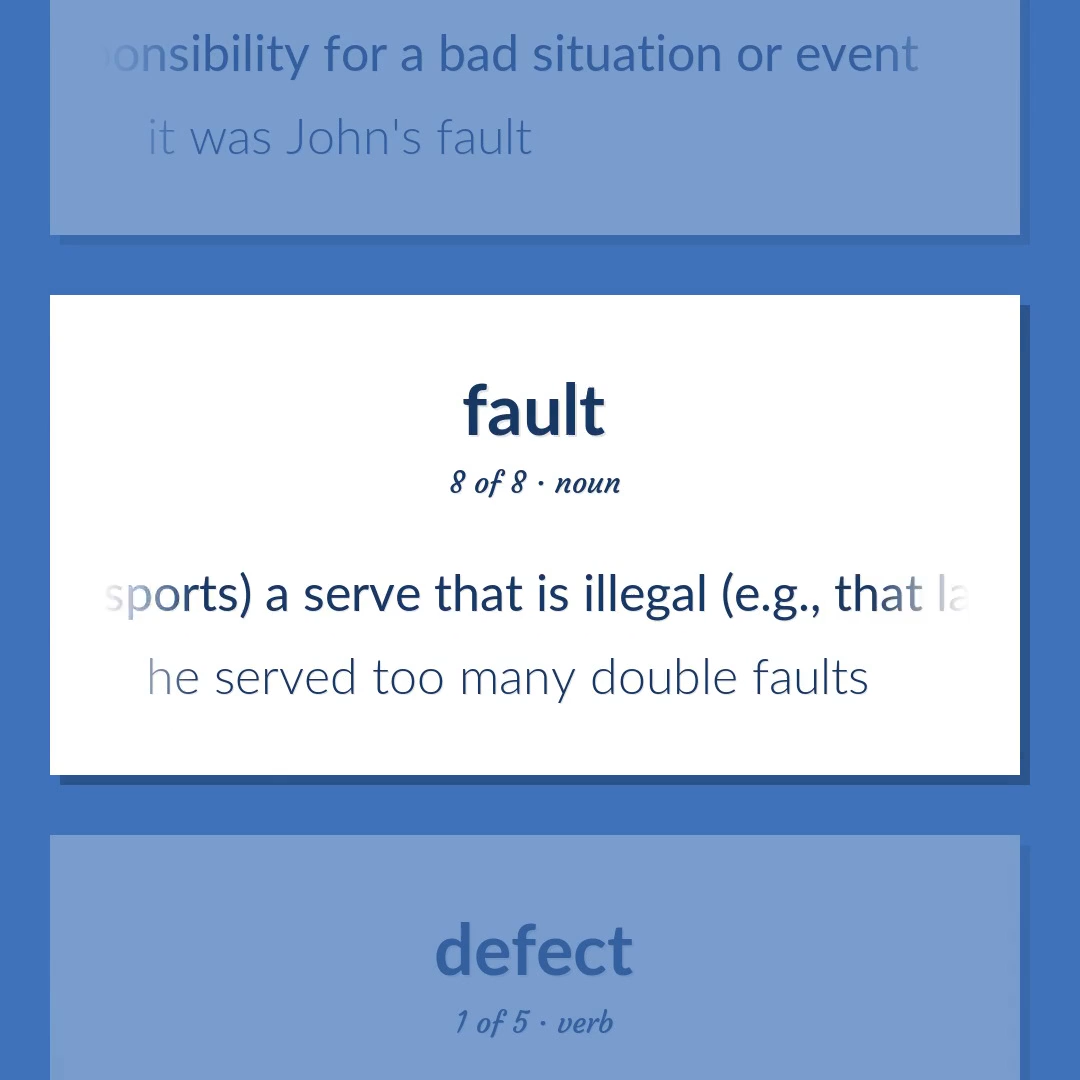 onsibility for a bad situation or event
it was John's fault
fault
8 of 8 · noun
sports) a serve that is illegal (e.g., that la
he served too many double faults
defect
1 of 5 · verb